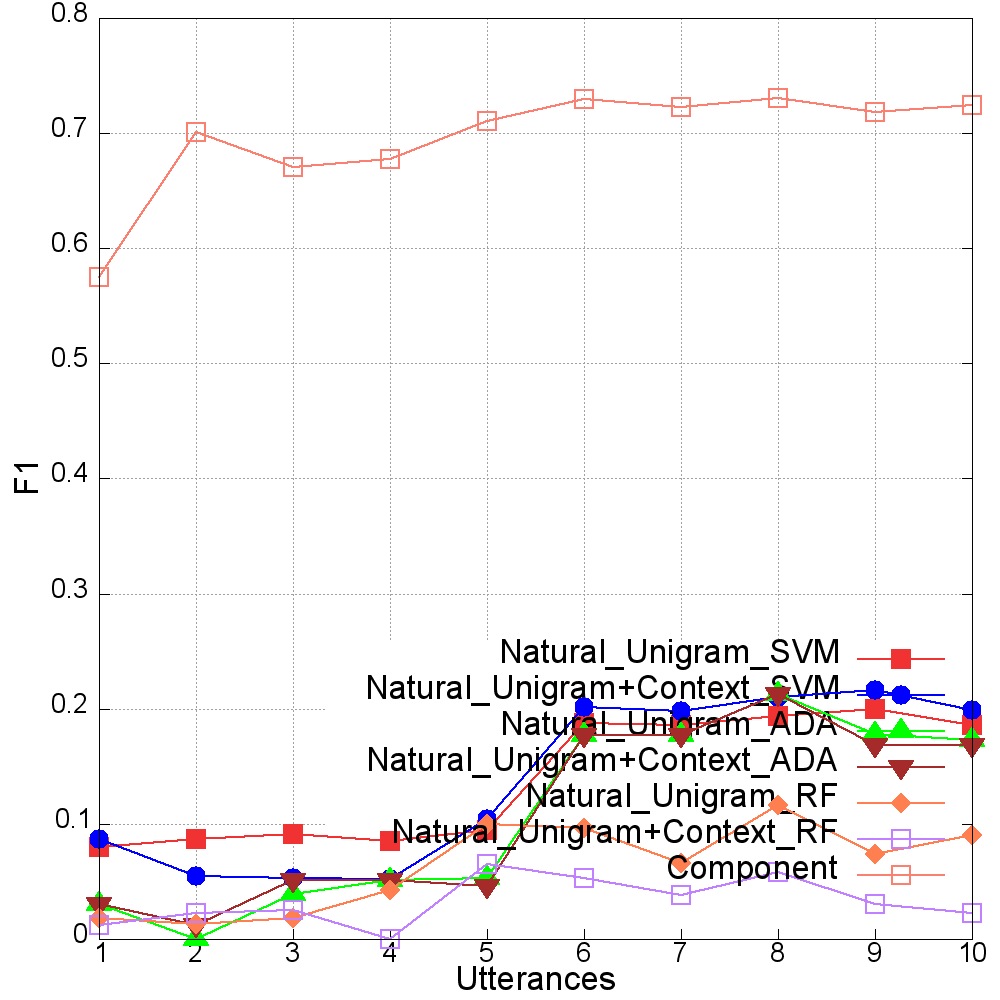 0.8
0.7
0.6
0.5
0.4
0.3
0.2
0.1
0
F1
Natural_Unigram_SVM
Natural_Unigram+Context_SVM
Natural_Unigram_ADA
Natural_Unigram+Context_ADA
Natural_Unigram_RF
Natural_Unigram+Context_RF
Component
1 2 3 4 5 6 7 8 9 10
Utterances